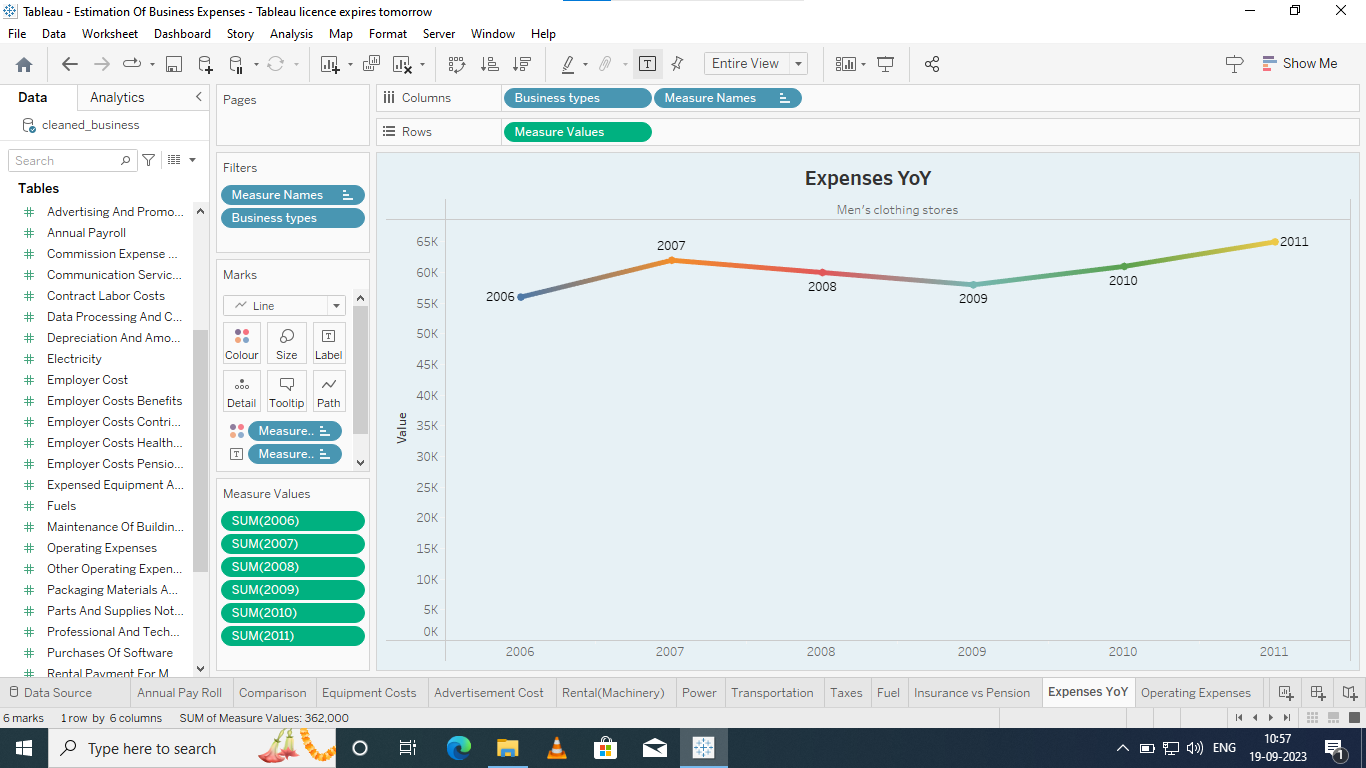 Tableau - Estimation Of Business Expenses - Tableau licence expires tomorrow
File Data Worksheet Dashboard Story Analysis Map Format Server Window Help
Entire View
Show Me
Data Analytics
cleaned_business
Search
Tables
Advertising And Promo...
Annual Payroll
Commission Expense ...
Communication Servic...
Contract Labor Costs
Data Processing And C...
Depreciation And Amo...
Electricity
Employer Cost
Employer Costs Benefits
Employer Costs Contri...
Employer Costs Health...
Employer Costs Pensio...
Expensed Equipment A...
Fuels
Maintenance Of Buildin...
Operating Expenses
Other Operating Expen...
Packaging Materials A...
Parts And Supplies Not...
Professional And Tech...
Purchases Of Software
Rental Payment For M...
Pages
Filters
Measure Names
Business types
Marks
Line
Colour Size Label
Detail Tooltip Path
Measure..
Measure..
Measure Values
SUM(2006)
SUM(2007)
SUM(2008)
SUM(2009)
SUM(2010)
SUM(2011)
Columns Business types Measure Names
Rows Measure Values
Expenses YoY
Men's clothing stores
Value
65K
60K
55K
50K
45K
40K
35K
30K
25K
20K
15K
10K
5K
0K
2006
2007
2008
2009
2010
2011
2006 2007 2008 2009 2010 2011
Data Source Annual Pay Roll Comparison Equipment Costs Advertisement Cost Rental(Machinery) Power Transportation Taxes Fuel Insurance vs Pension Expenses YoY Operating Expenses
6 marks 1 row by 6 columns SUM of Measure Values: 362,000
Type here to search
ENG
10:57
19-09-2023
1